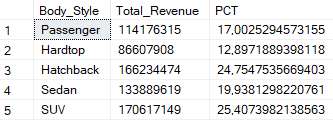 Body_Style Total_Revenue PCT
1 Passenger 114176315 17,0025294573155
2 Hardtop 86607908 12,8971889398118
3 Hatchback 166234474 24,7547535669403
4 Sedan 133889619 19,9381298220761
5 SUV 170617149 25,4073982138563